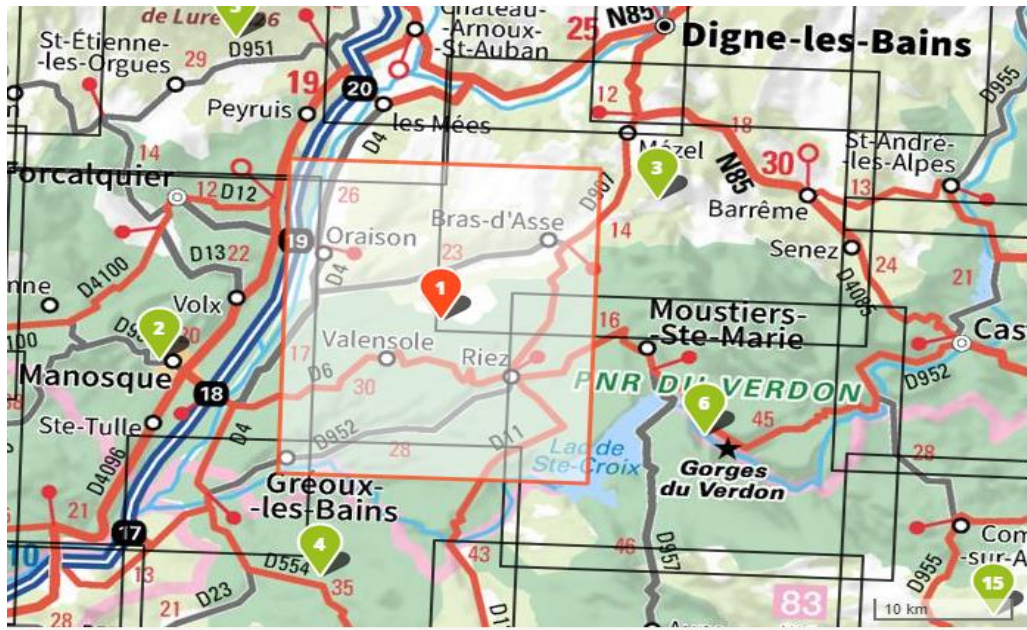 de Lure
D951
St-Étienne-
-les-Orgues
29
19
20
Château-
-Arnoux-
-St-Auban
25
N85
Digne-les-Bains
D955
Peyruis
les Mées
D4
12
18
Mézel
N85
30
St-André-
-les-Alpes
14
Forcalquier
12
D12
26
3
D907
13
Barrême
Bras-d'Asse
14
19
Oraison
D13
22
23
Senez
D4100
D4
24
21
D4085
Volx
1
Moustiers-
-Ste-Marie
16
2
Valensole
Riez
17
D6
30
Manosque
18
PNR DU VERDON
D952
6
45
Ste-Tulle
D4
D952
28
D11
Lac de
Ste-Croix
Gorges
du Verdon
28
D4096
Gréoux-
-les-Bains
21
17
10
4
D554
43
46
D957
13
35
D23
21
28
83
D955
15
10 km